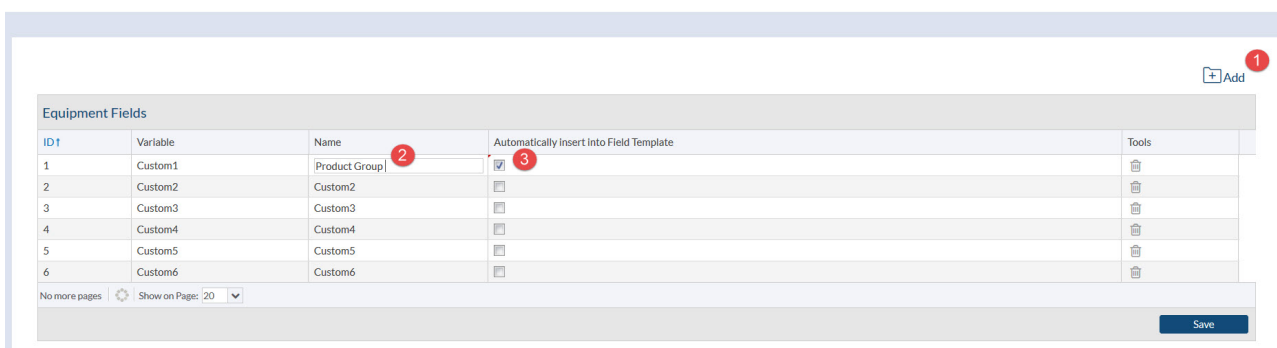 1
Add
Equipment Fields
ID↑ Variable Name Automatically insert into Field Template Tools
2
1 Custom1 Product Group 3
2 Custom2 Custom2
3 Custom3 Custom3
4 Custom4 Custom4
5 Custom5 Custom5
6 Custom6 Custom6
No more pages Show on Page: 20
Save